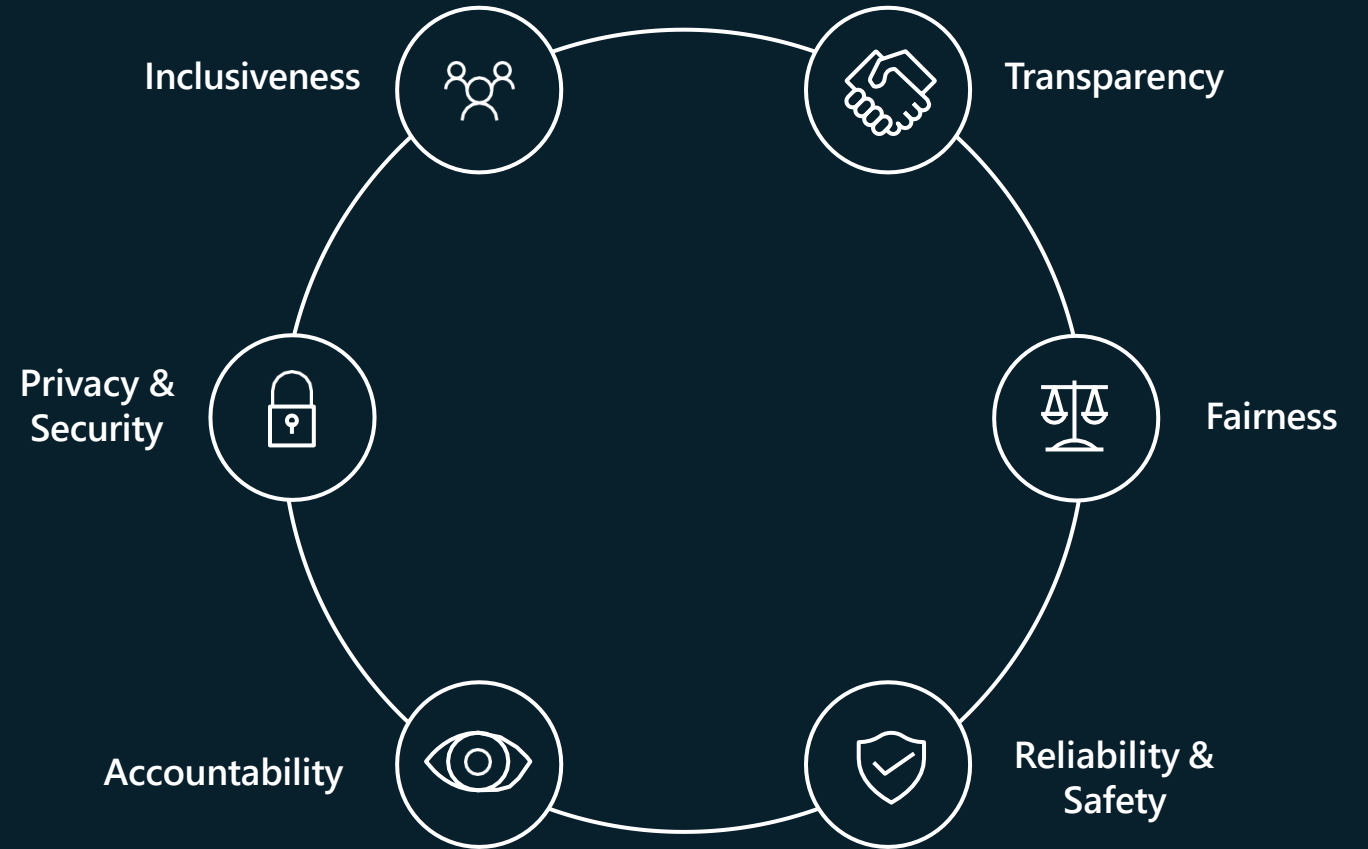 Inclusiveness
Transparency
Privacy &
Security
Fairness
Accountability
Reliability &
Safety